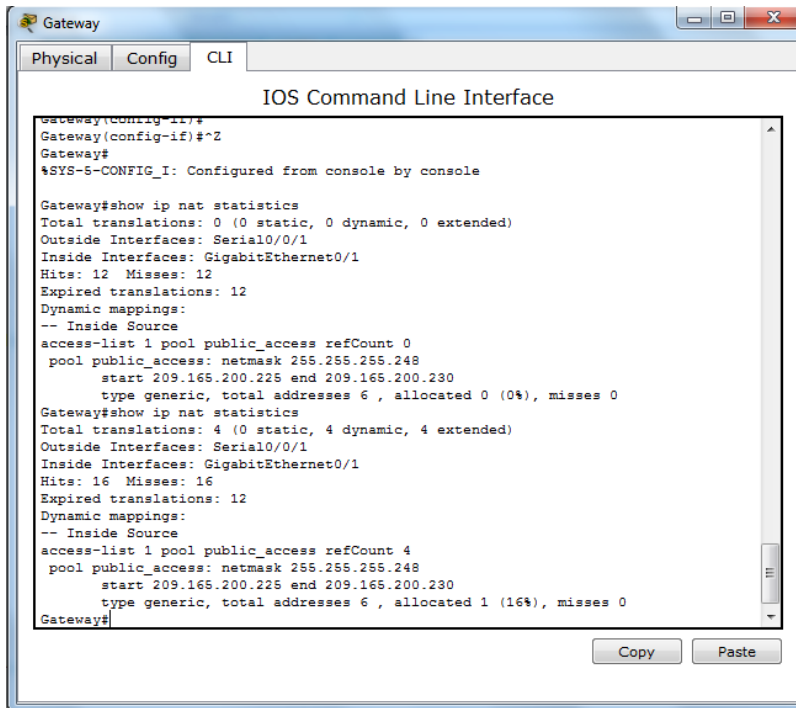 Gateway
Physical Config CLI
IOS Command Line Interface
Gateway(config-if)#
Gateway(config-if)#^Z
Gateway#
%SYS-5-CONFIG_I: Configured from console by console
Gateway#show ip nat statistics
Total translations: 0 (0 static, 0 dynamic, 0 extended)
Outside Interfaces: Serial0/0/1
Inside Interfaces: GigabitEthernet0/1
Hits: 12  Misses: 12
Expired translations: 12
Dynamic mappings:
-- Inside Source
access-list 1 pool public_access refCount 0
 pool public_access: netmask 255.255.255.248
       start 209.165.200.225 end 209.165.200.230
       type generic, total addresses 6 , allocated 0 (0%), misses 0
Gateway#show ip nat statistics
Total translations: 4 (0 static, 4 dynamic, 4 extended)
Outside Interfaces: Serial0/0/1
Inside Interfaces: GigabitEthernet0/1
Hits: 16  Misses: 16
Expired translations: 12
Dynamic mappings:
-- Inside Source
access-list 1 pool public_access refCount 4
 pool public_access: netmask 255.255.255.248
       start 209.165.200.225 end 209.165.200.230
       type generic, total addresses 6 , allocated 1 (16%), misses 0
Gateway#
Copy Paste